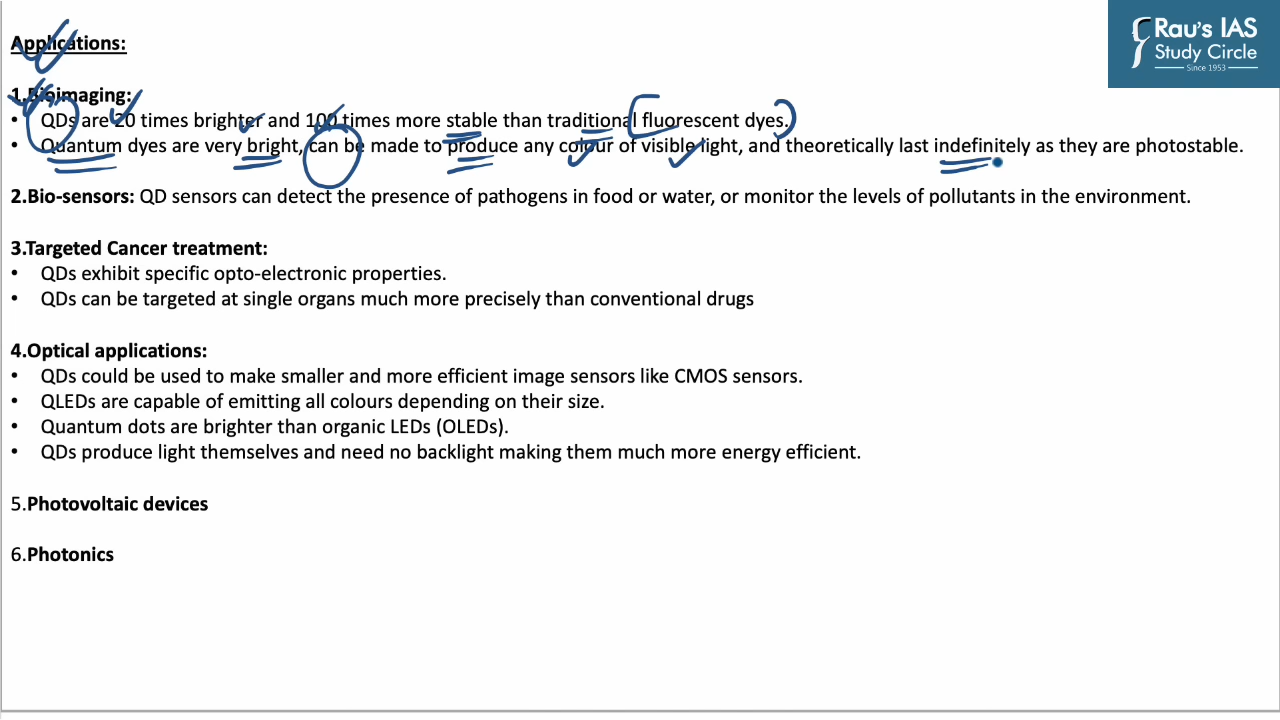 Rau's IAS
Study Circle
Since 1953
Applications:
1.Bioimaging:
• QDs are 20 times brighter and 100 times more stable than traditional fluorescent dyes.
• Quantum dyes are very bright, can be made to produce any colour of visible light, and theoretically last indefinitely as they are photostable.
2.Bio-sensors: QD sensors can detect the presence of pathogens in food or water, or monitor the levels of pollutants in the environment.
3.Targeted Cancer treatment:
• QDs exhibit specific opto-electronic properties.
• QDs can be targeted at single organs much more precisely than conventional drugs
4.Optical applications:
• QDs could be used to make smaller and more efficient image sensors like CMOS sensors.
• QLEDs are capable of emitting all colours depending on their size.
• Quantum dots are brighter than organic LEDs (OLEDs).
• QDs produce light themselves and need no backlight making them much more energy efficient.
5.Photovoltaic devices
6.Photonics